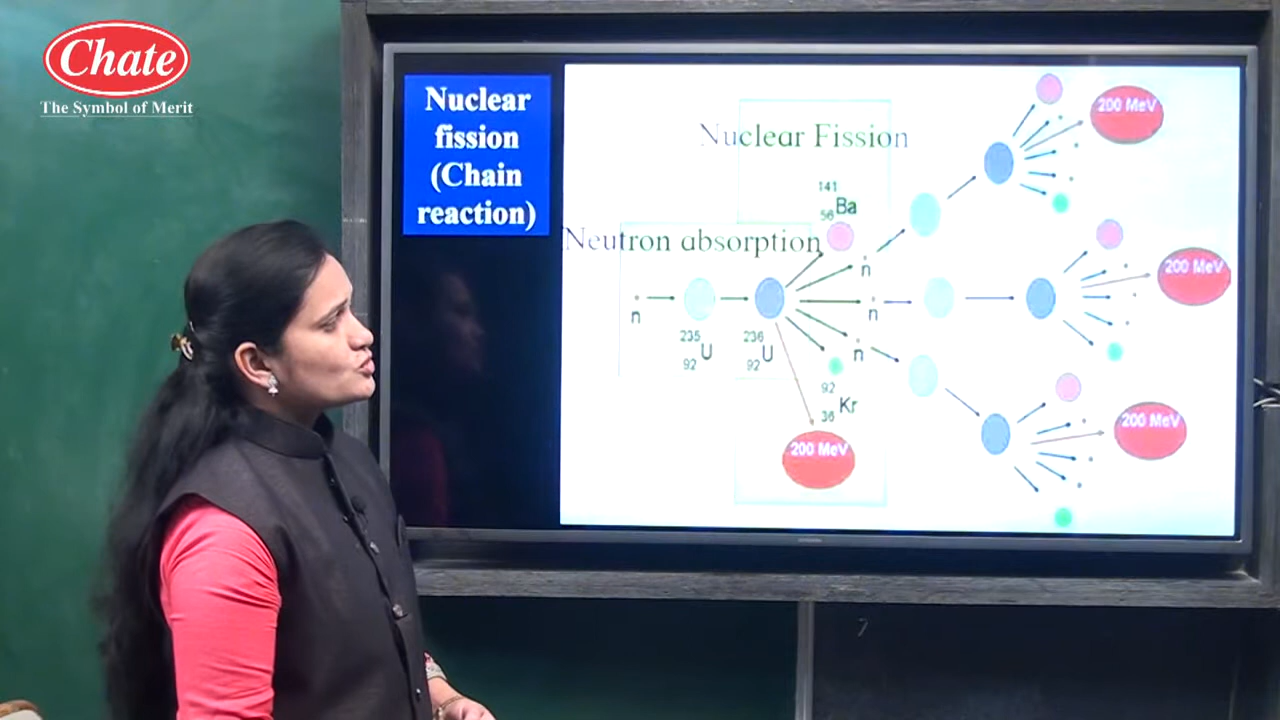 Chate
The Symbol of Merit
Nuclear
fission
(Chain
reaction)
Nuclear Fission
Neutron absorption
141
56 Ba
n
n
n
n
235
92 U
236
92 U
92
36 Kr
200 MeV
200 MeV
200 MeV
200 MeV